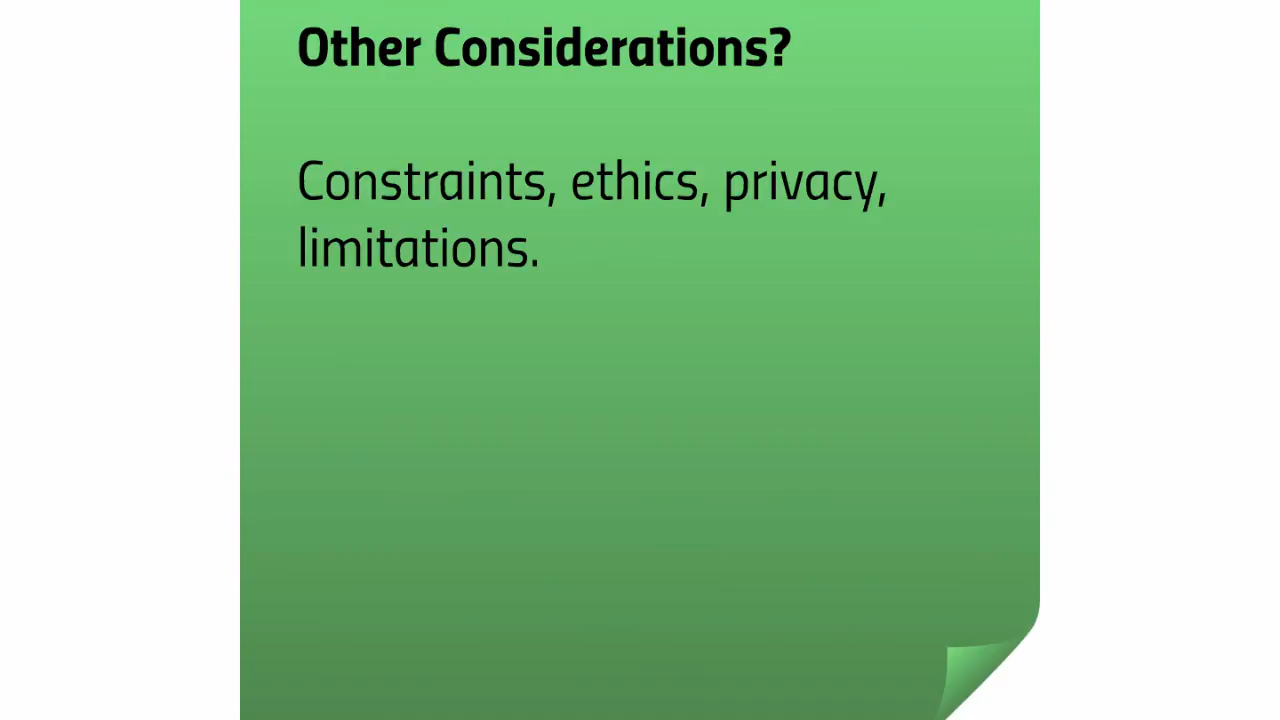 Other Considerations?
Constraints, ethics, privacy,
limitations.